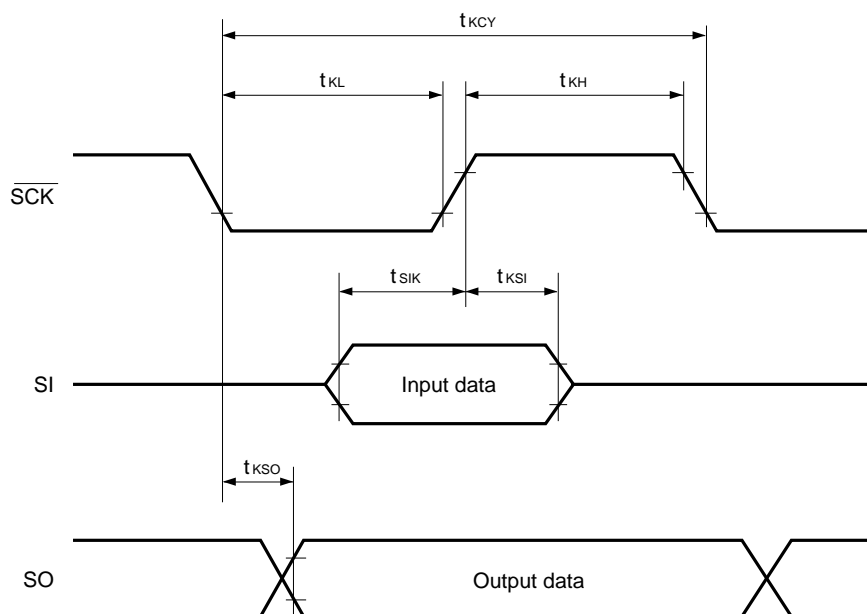 tKCY
tKL tKH
SCK
tSIK tKSI
SI Input data
tKSO
SO Output data